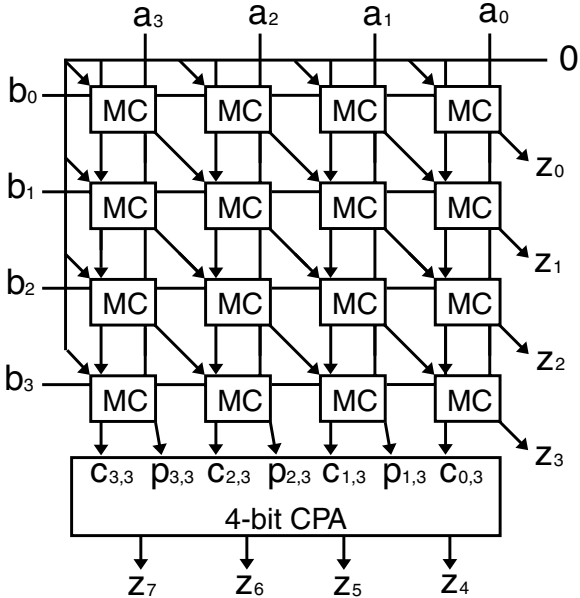 a3 a2 a1 a0
0
b0 MC MC MC MC
z0
b1 MC MC MC MC
z1
b2 MC MC MC MC
z2
b3 MC MC MC MC
z3
c3,3 p3,3 c2,3 p2,3 c1,3 p1,3 c0,3
4-bit CPA
z7 z6 z5 z4